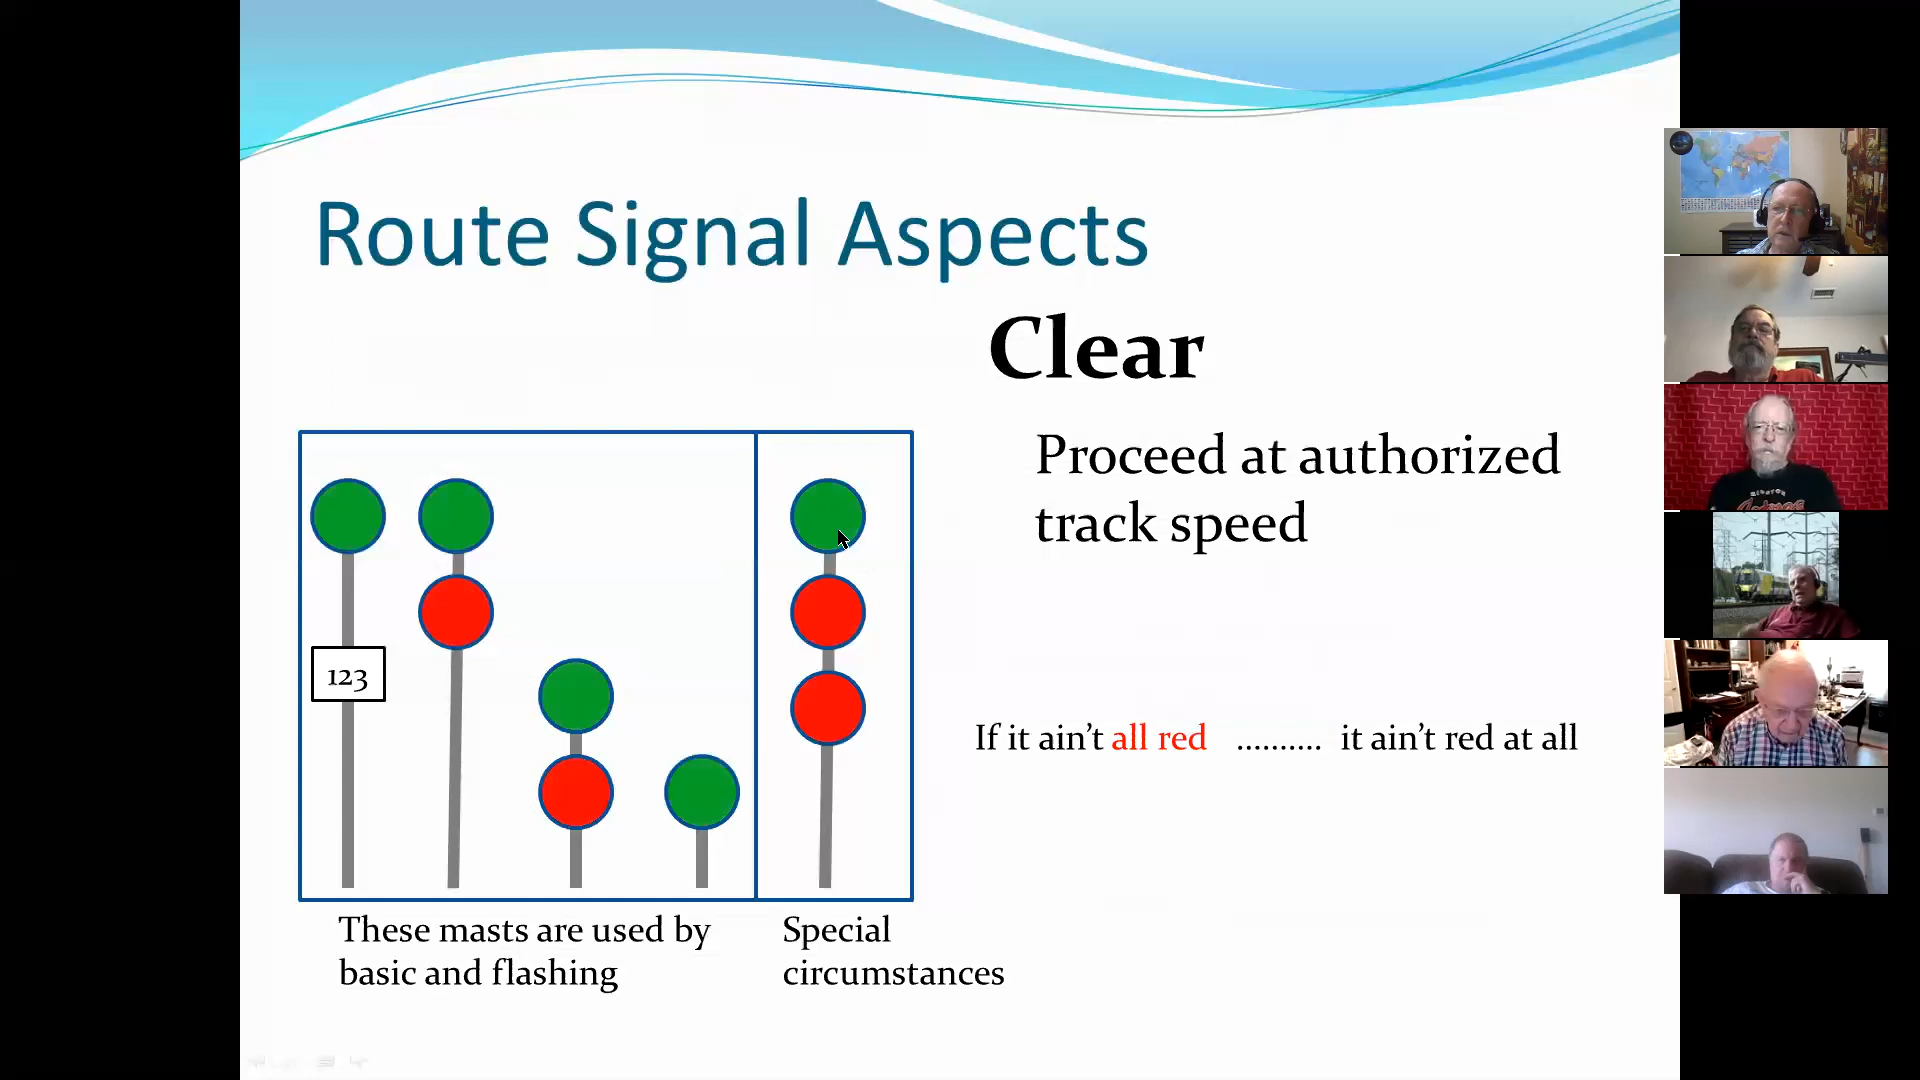 Route Signal Aspects
Clear
Proceed at authorized
track speed
123
If it ain’t all red .......... it ain’t red at all
These masts are used by
basic and flashing
Special
circumstances